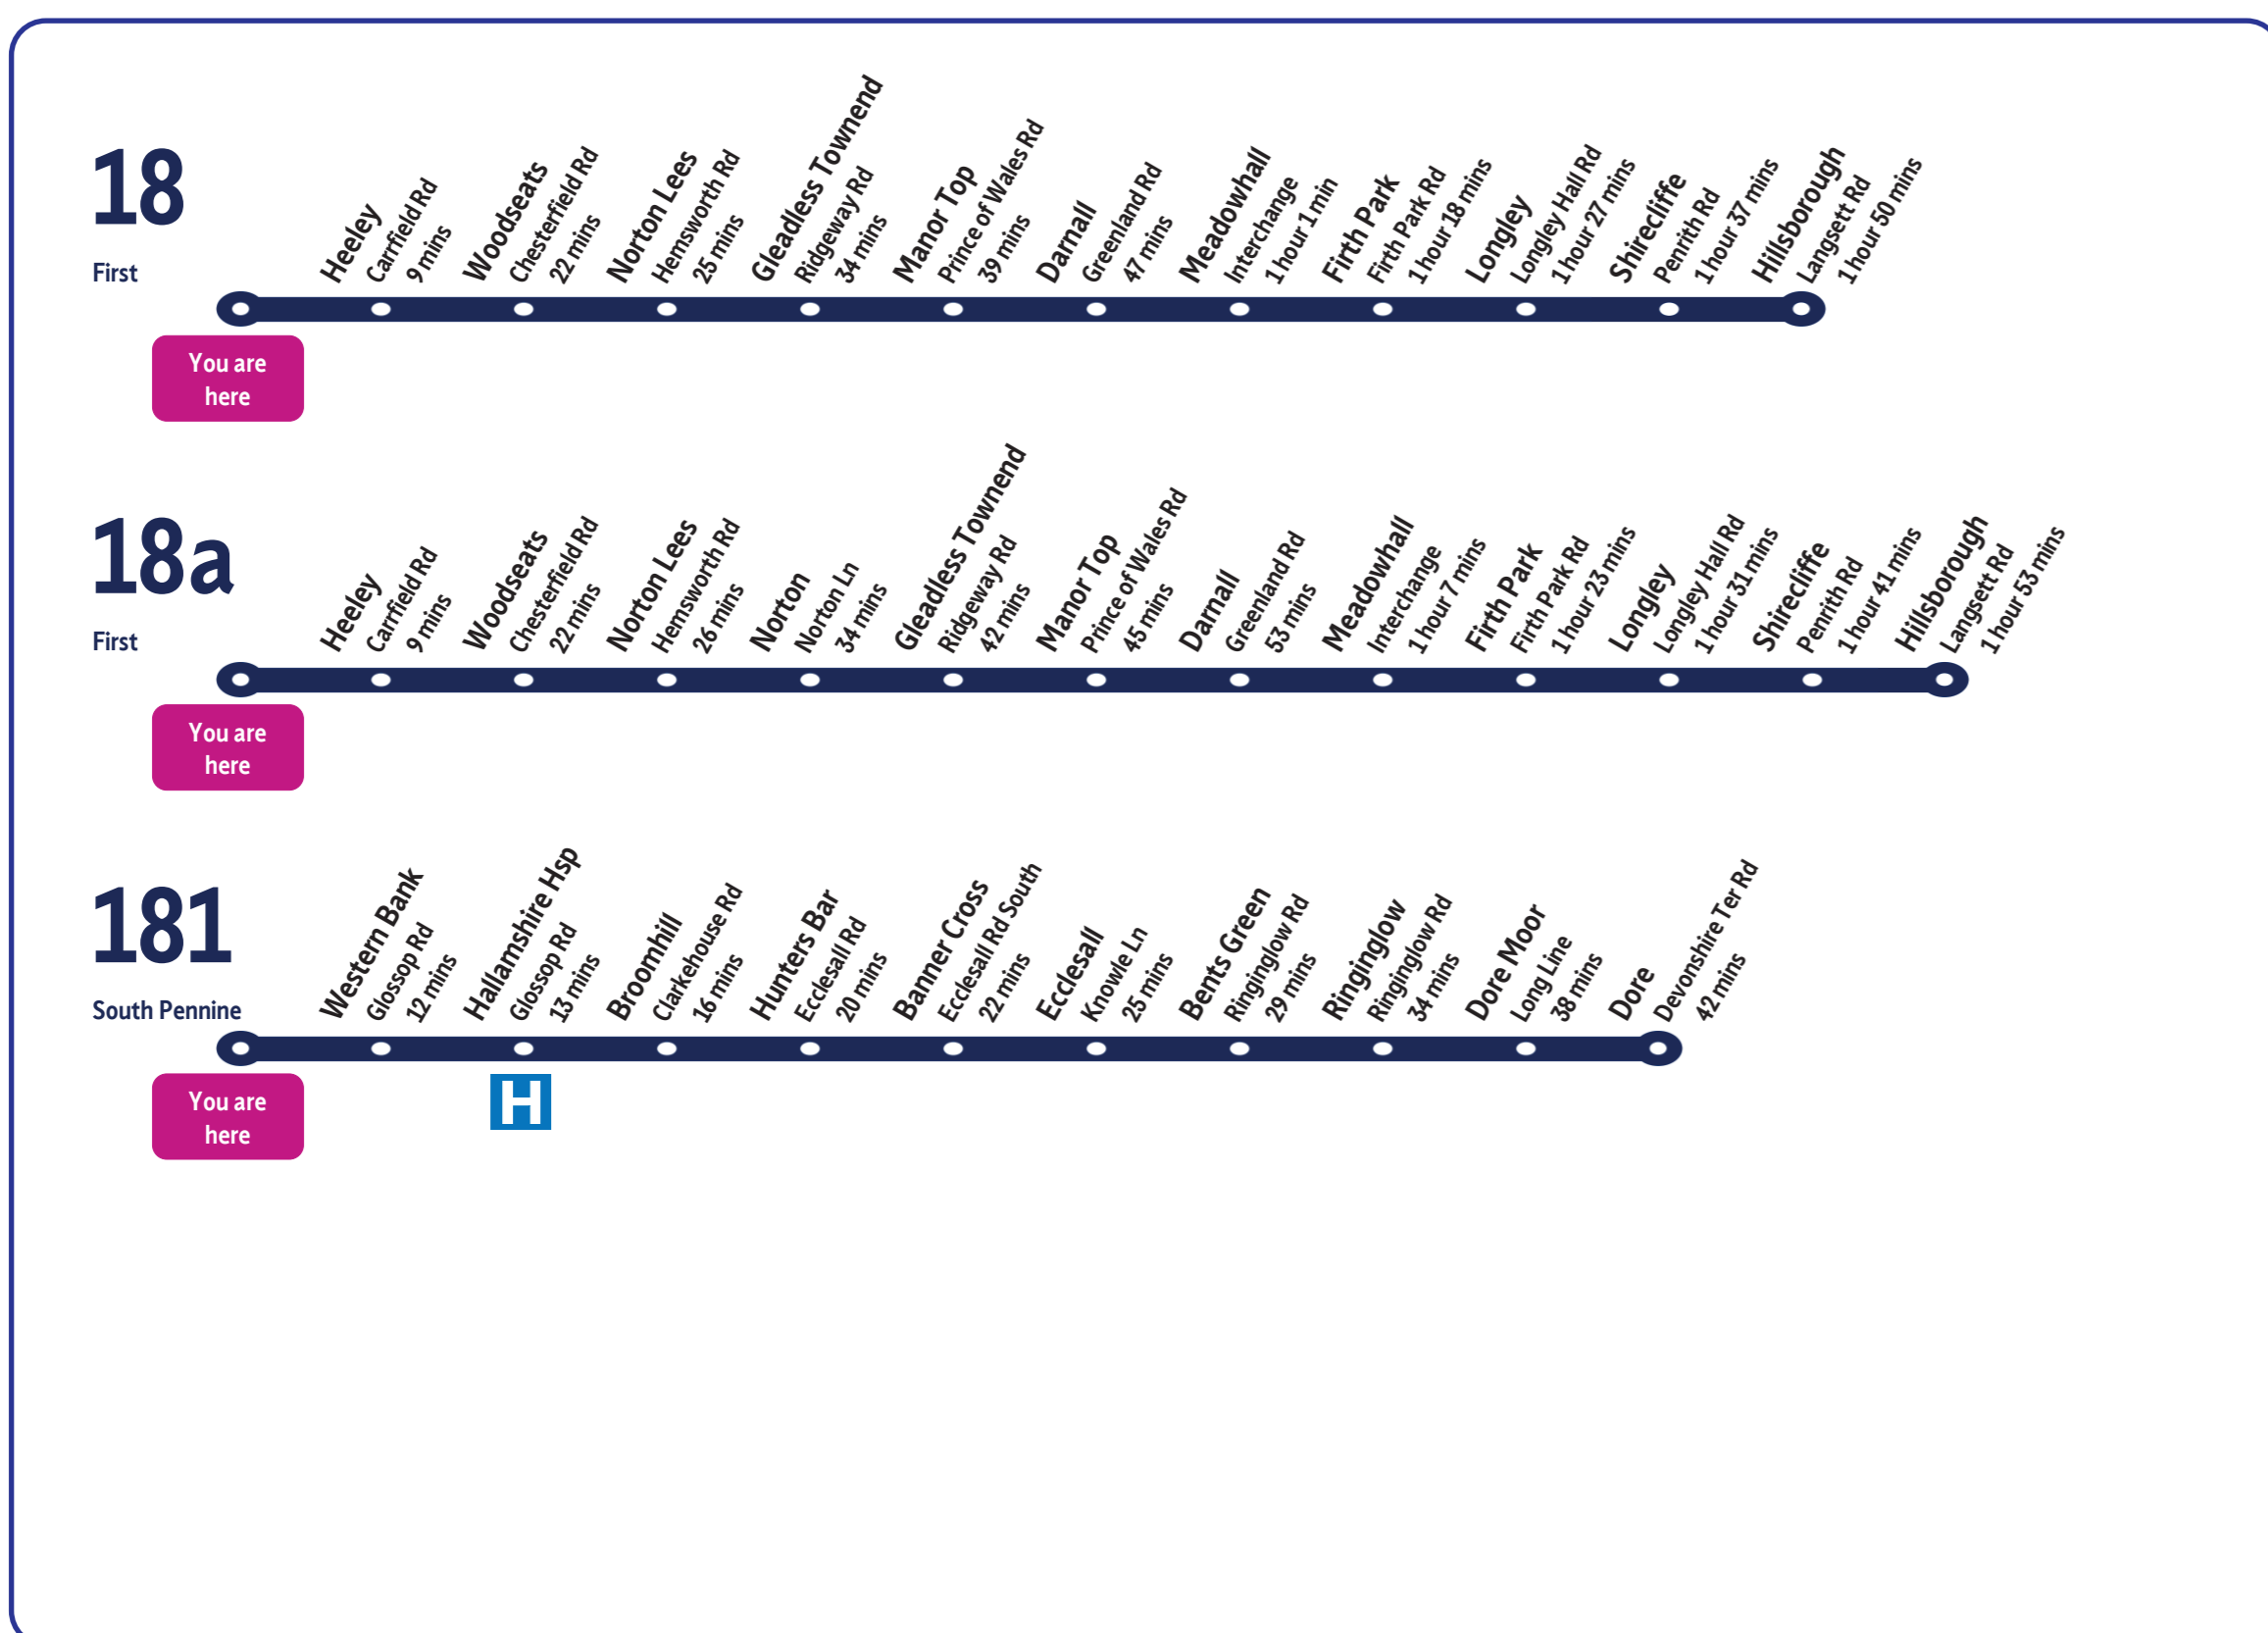 18
First
Heeley
Carfield Rd
9 mins
Woodseats
Chesterfield Rd
22 mins
Norton Lees
Hemsworth Rd
25 mins
Gleadless Townend
Ridgeway Rd
34 mins
Manor Top
Prince of Wales Rd
39 mins
Darnall
Greenland Rd
47 mins
Meadowhall
Interchange
1 hour 1 min
Firth Park
Firth Park Rd
1 hour 18 mins
Longley
Longley Hall Rd
1 hour 27 mins
Shirecliffe
Penrith Rd
1 hour 37 mins
Hillsborough
Langsett Rd
1 hour 50 mins
You are
here
18a
First
Heeley
Carrfield Rd
9 mins
Woodseats
Chesterfield Rd
22 mins
Norton Lees
Hemsworth Rd
26 mins
Norton
Norton Ln
34 mins
Gleadless Townend
Ridgeway Rd
42 mins
Manor Top
Prince of Wales Rd
45 mins
Darnall
Greenland Rd
53 mins
Meadowhall
Interchange
1 hour 7 mins
Firth Park
Firth Park Rd
1 hour 23 mins
Longley
Longley Hall Rd
1 hour 31 mins
Shirecliffe
Penrith Rd
1 hour 41 mins
Hillsborough
Langsett Rd
1 hour 53 mins
You are
here
181
South Pennine
Western Bank
Glossop Rd
12 mins
Hallamshire Hsp
Glossop Rd
13 mins
Broomhill
Clarkehouse Rd
16 mins
Hunters Bar
Ecclesall Rd
20 mins
Banner Cross
Ecclesall Rd South
22 mins
Ecclesall
Knowle Ln
25 mins
Bents Green
Ringinglow Rd
29 mins
Ringinglow
Ringinglow Rd
34 mins
Dore Moor
Long Line
38 mins
Dore
Devonshire Ter Rd
42 mins
You are
here
H